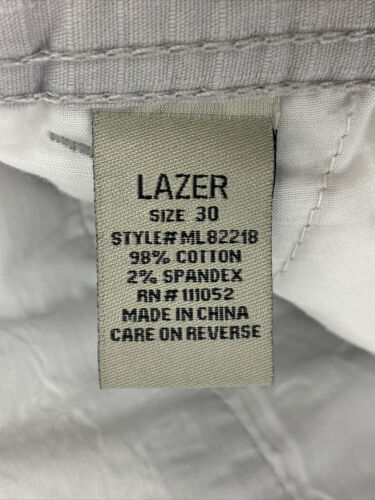 LAZER
SIZE 30
STYLE# ML82218
98% COTTON
2% SPANDEX
RN # 111052
MADE IN CHINA
CARE ON REVERSE